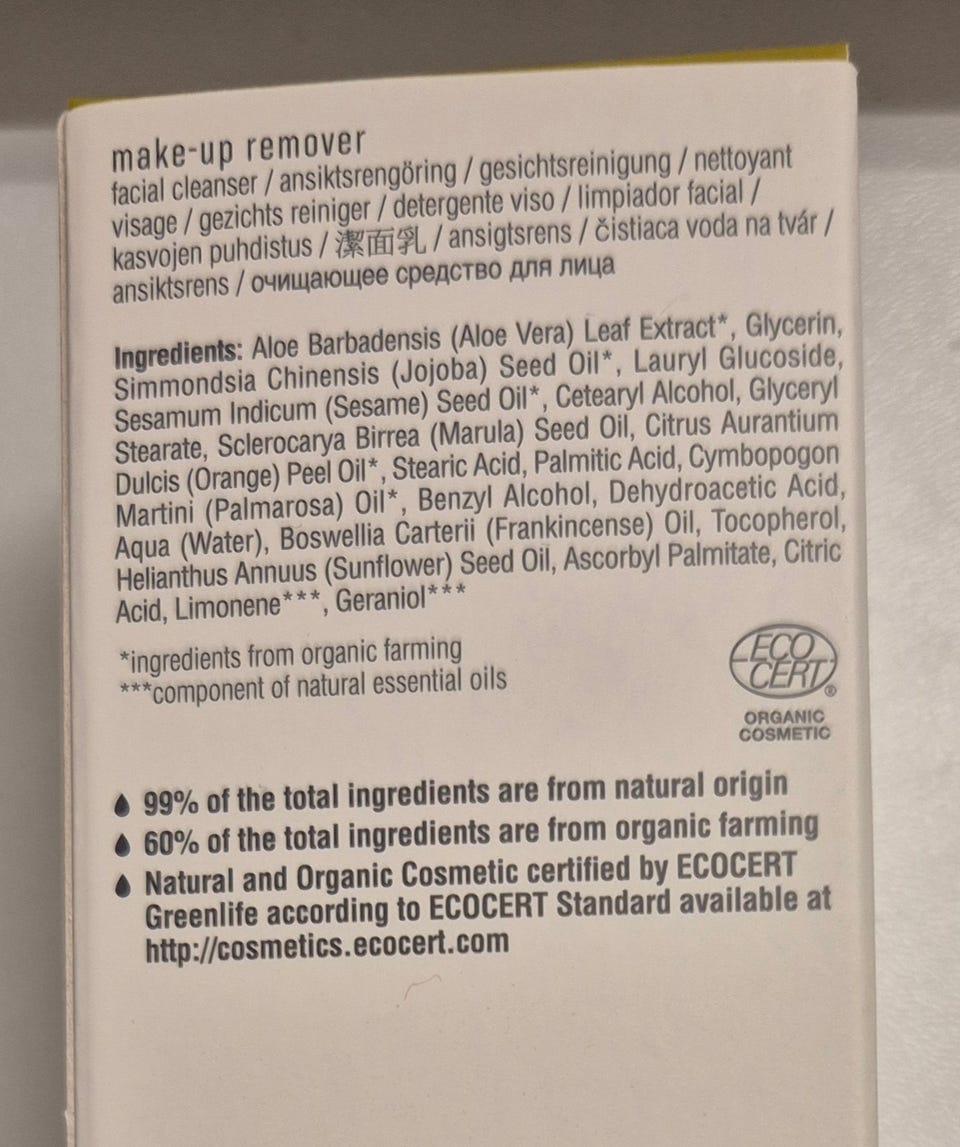 make-up remover
facial cleanser / ansiktsrengöring / gesichtsreinigung / nettoyant
visage / gezichts reiniger / detergente viso / limpiador facial /
kasvojen puhdistus / 潔面乳 / ansigtsrens / čistiaca voda na tvár /
ansiktsrens / очищающее средство для лица
Ingredients: Aloe Barbadensis (Aloe Vera) Leaf Extract*, Glycerin,
Simmondsia Chinensis (Jojoba) Seed Oil*, Lauryl Glucoside,
Sesamum Indicum (Sesame) Seed Oil*, Cetearyl Alcohol, Glyceryl
Stearate, Sclerocarya Birrea (Marula) Seed Oil, Citrus Aurantium
Dulcis (Orange) Peel Oil*, Stearic Acid, Palmitic Acid, Cymbopogon
Martini (Palmarosa) Oil*, Benzyl Alcohol, Dehydroacetic Acid,
Aqua (Water), Boswellia Carterii (Frankincense) Oil, Tocopherol,
Helianthus Annuus (Sunflower) Seed Oil, Ascorbyl Palmitate, Citric
Acid, Limonene***, Geraniol***
*ingredients from organic farming
***component of natural essential oils
ECO
CERT®
ORGANIC
COSMETIC
99% of the total ingredients are from natural origin
60% of the total ingredients are from organic farming
Natural and Organic Cosmetic certified by ECOCERT
Greenlife according to ECOCERT Standard available at
http://cosmetics.ecocert.com